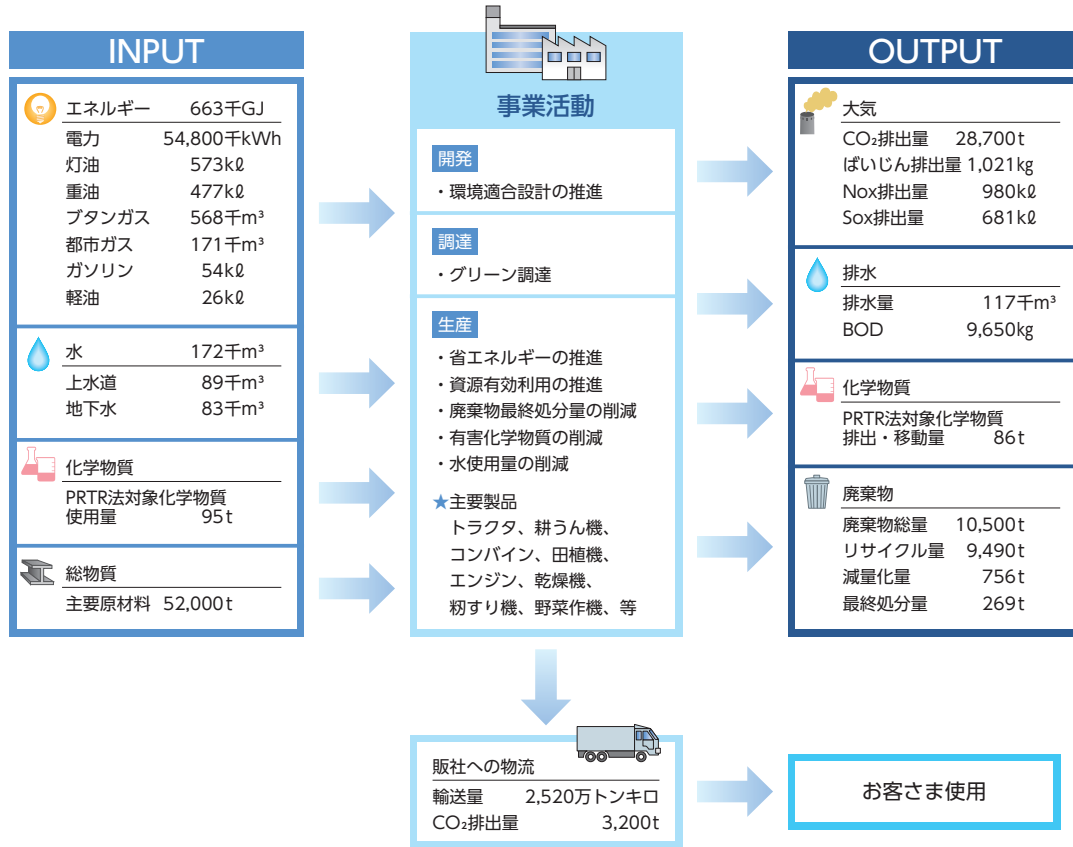 INPUT
エネルギー 663千GJ
電力 54,800千kWh
灯油 573kℓ
重油 477kℓ
ブタンガス 568千m³
都市ガス 171千m³
ガソリン 54kℓ
軽油 26kℓ
水 172千m³
上水道 89千m³
地下水 83千m³
化学物質
PRTR法対象化学物質
使用量 95t
総物質
主要原材料 52,000t
事業活動
開発
・環境適合設計の推進
調達
・グリーン調達
生産
・省エネルギーの推進
・資源有効利用の推進
・廃棄物最終処分量の削減
・有害化学物質の削減
・水使用量の削減
★主要製品
トラクタ、耕うん機、
コンバイン、田植機、
エンジン、乾燥機、
籾すり機、野菜作機、等
OUTPUT
大気
CO₂排出量 28,700t
ばいじん排出量 1,021kg
Nox排出量 980kℓ
Sox排出量 681kℓ
排水
排水量 117千m³
BOD 9,650kg
化学物質
PRTR法対象化学物質
排出・移動量 86t
廃棄物
廃棄物総量 10,500t
リサイクル量 9,490t
減量化量 756t
最終処分量 269t
販社への物流
輸送量 2,520万トンキロ
CO₂排出量 3,200t
お客さま使用